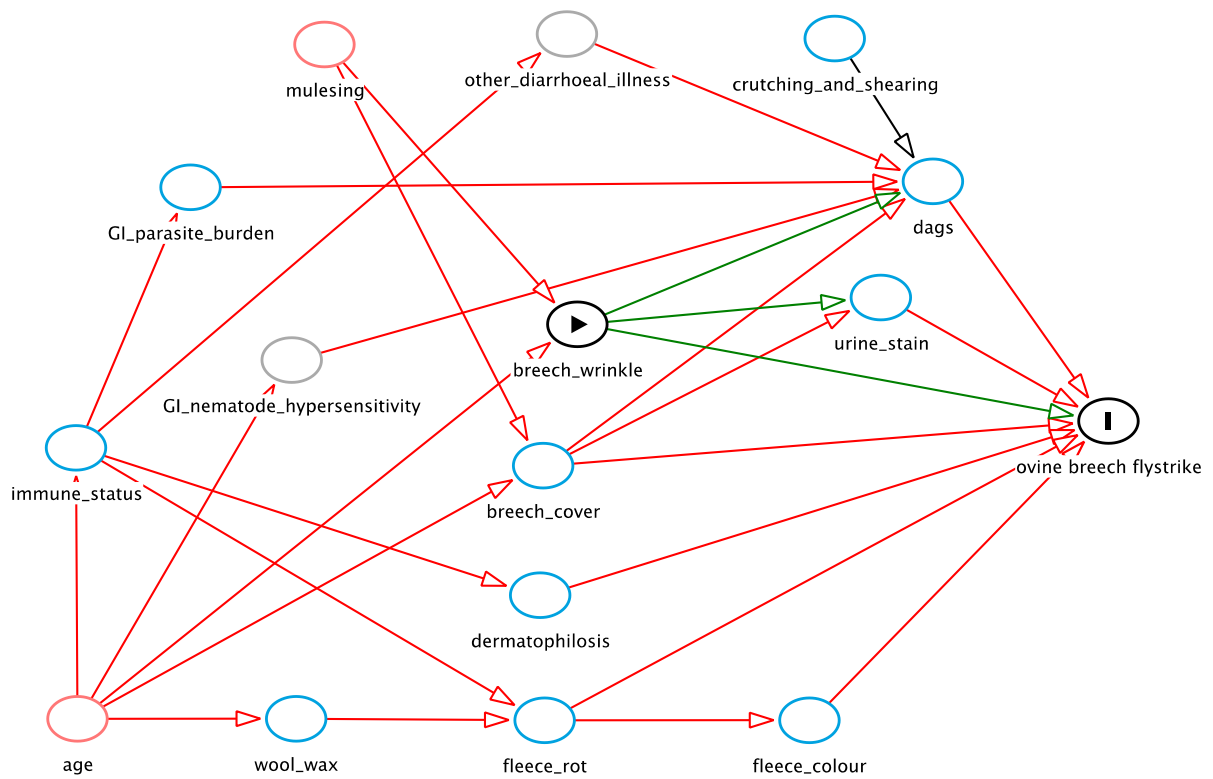 other_diarrhoeal_illness
crutching_and_shearing
mulesing
GI_parasite_burden
dags
urine_stain
breech_wrinkle
GI_nematode_hypersensitivity
ovine breech flystrike
immune_status
breech_cover
dermatophilosis
age
wool_wax
fleece_rot
fleece_colour